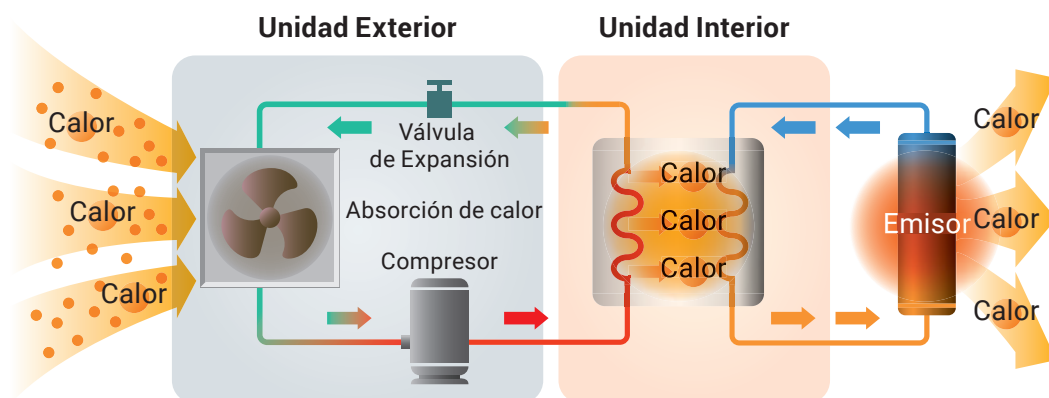 Unidad Exterior
Unidad Interior
Calor
Calor
Calor
Válvula
de Expansión
Absorción de calor
Compresor
Calor
Calor
Calor
Emisor
Calor
Calor
Calor